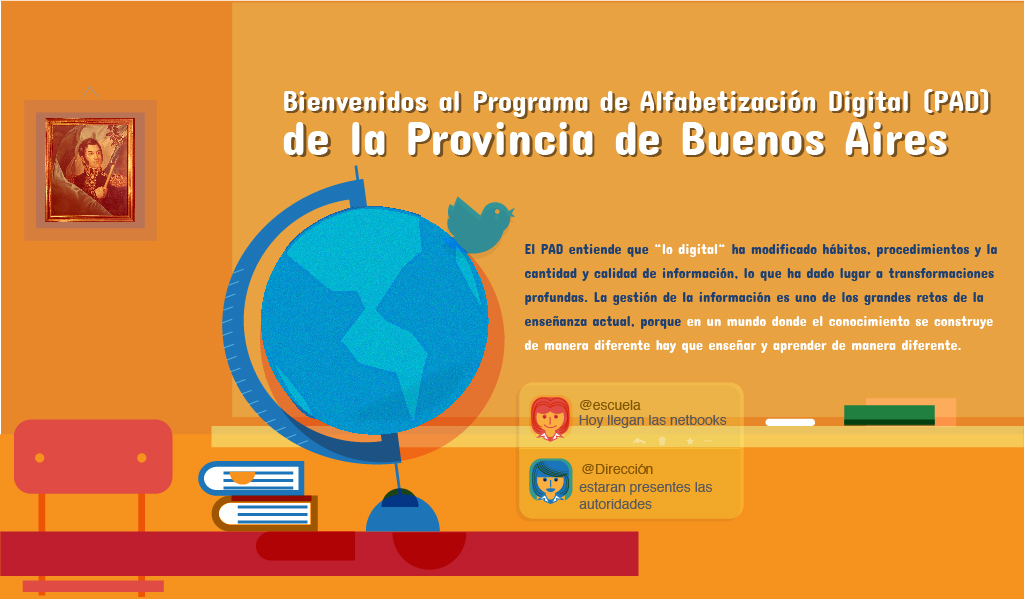 Bienvenidos al Programa de Alfabetización Digital (PAD)
de la Provincia de Buenos Aires
El PAD entiende que "lo digital" ha modificado hábitos, procedimientos y la
cantidad y calidad de información, lo que ha dado lugar a transformaciones
profundas. La gestión de la información es uno de los grandes retos de la
enseñanza actual, porque en un mundo donde el conocimiento se construye
de manera diferente hay que enseñar y aprender de manera diferente.
@escuela
Hoy llegan las netbooks
@Dirección
estaran presentes las
autoridades